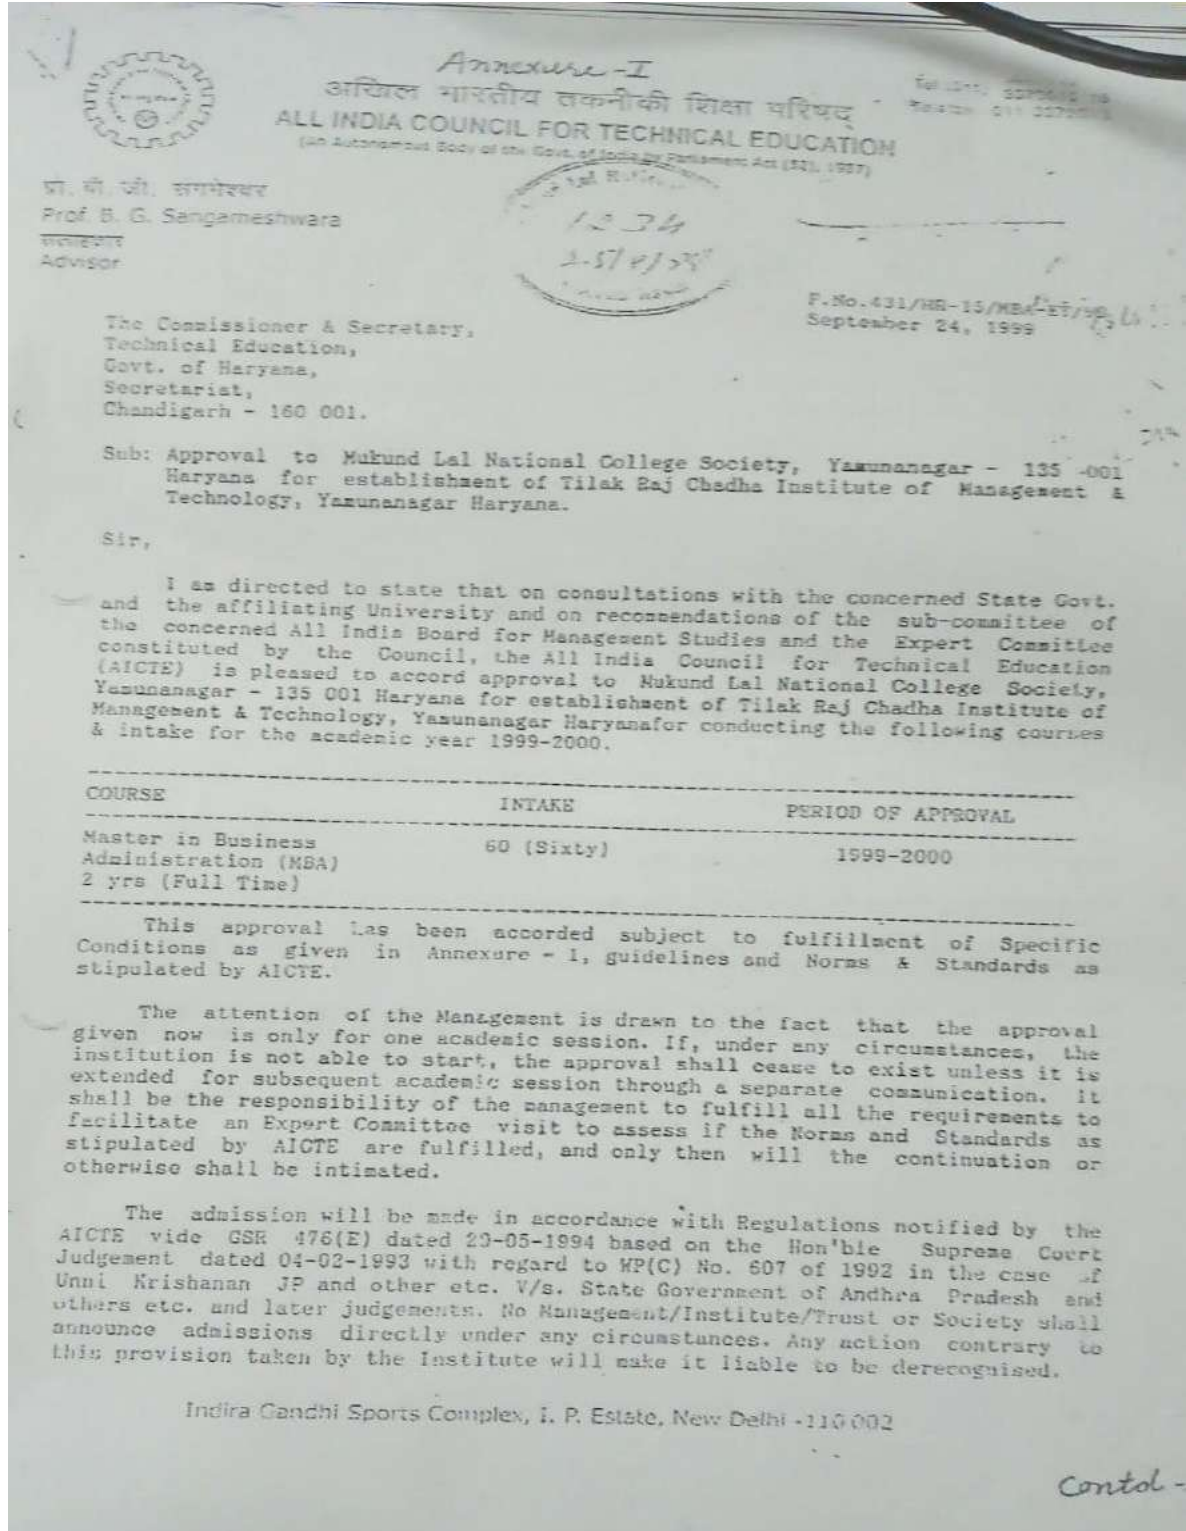 Annexure-I
अखिल भारतीय तकनीकी शिक्षा परिषद्
ALL INDIA COUNCIL FOR TECHNICAL EDUCATION
(An Autonomous Body of the Govt. of India by Parliament Act (52), 1987)
Prof. B. G. Sangameshwara
Advisor
1234
F.No.431/HR-15/MBA-ET/
September 24, 1999
The Commissioner & Secretary,
Technical Education,
Govt. of Haryana,
Secretariat,
Chandigarh - 160 001.
Sub: Approval to Mukund Lal National College Society, Yamunanagar - 135 -001
Haryana for establishment of Tilak Raj Chadha Institute of Management &
Technology, Yamunanagar Haryana.
Sir,
I am directed to state that on consultations with the concerned State Govt.
and the affiliating University and on recommendations of the sub-committee of
the concerned All India Board for Management Studies and the Expert Committee
constituted by the Council, the All India Council for Technical Education
(AICTE) is pleased to accord approval to Mukund Lal National College Society,
Yamunanagar - 135 001 Haryana for establishment of Tilak Raj Chadha Institute of
Management & Technology, Yamunanagar Haryanafor conducting the following courses
& intake for the academic year 1999-2000.
COURSE INTAKE PERIOD OF APPROVAL
Master in Business 60 (Sixty) 1999-2000
Administration (MBA)
2 yrs (Full Time)
This approval has been accorded subject to fulfillment of Specific
Conditions as given in Annexure - I, guidelines and Norms & Standards as
stipulated by AICTE.
The attention of the Management is drawn to the fact that the approval
given now is only for one academic session. If, under any circumstances, the
institution is not able to start, the approval shall cease to exist unless it is
extended for subsequent academic session through a separate communication. It
shall be the responsibility of the management to fulfill all the requirements to
facilitate an Expert Committee visit to assess if the Norms and Standards as
stipulated by AICTE are fulfilled, and only then will the continuation or
otherwise shall be intimated.
The admission will be made in accordance with Regulations notified by the
AICTE vide GSR 476(E) dated 20-05-1994 based on the Hon'ble Supreme Court
Judgement dated 04-02-1993 with regard to WP(C) No. 607 of 1992 in the case of
Unni Krishanan JP and other etc. V/s. State Government of Andhra Pradesh and
others etc. and later judgements. No Management/Institute/Trust or Society shall
announce admissions directly under any circumstances. Any action contrary to
this provision taken by the Institute will make it liable to be derecognised.
Indira Gandhi Sports Complex, I. P. Estate, New Delhi -110 002
Contd -